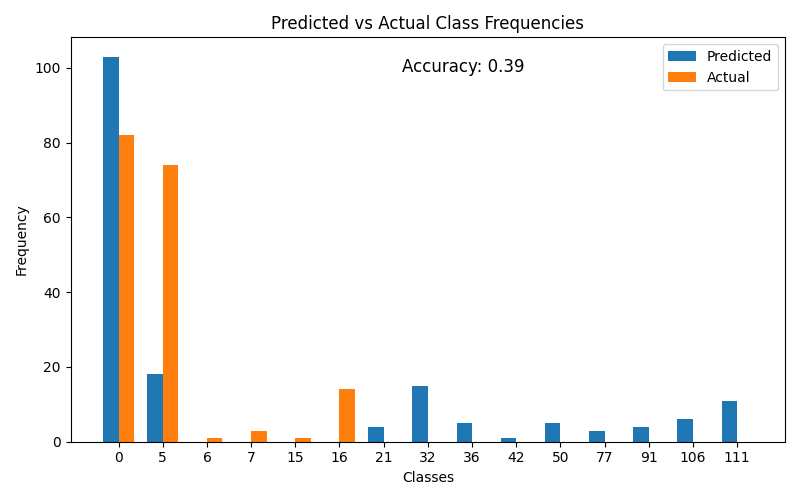 Predicted vs Actual Class Frequencies
Accuracy: 0.39
Predicted
Actual
100
80
60
40
20
0
Frequency
0 5 6 7 15 16 21 32 36 42 50 77 91 106 111
Classes